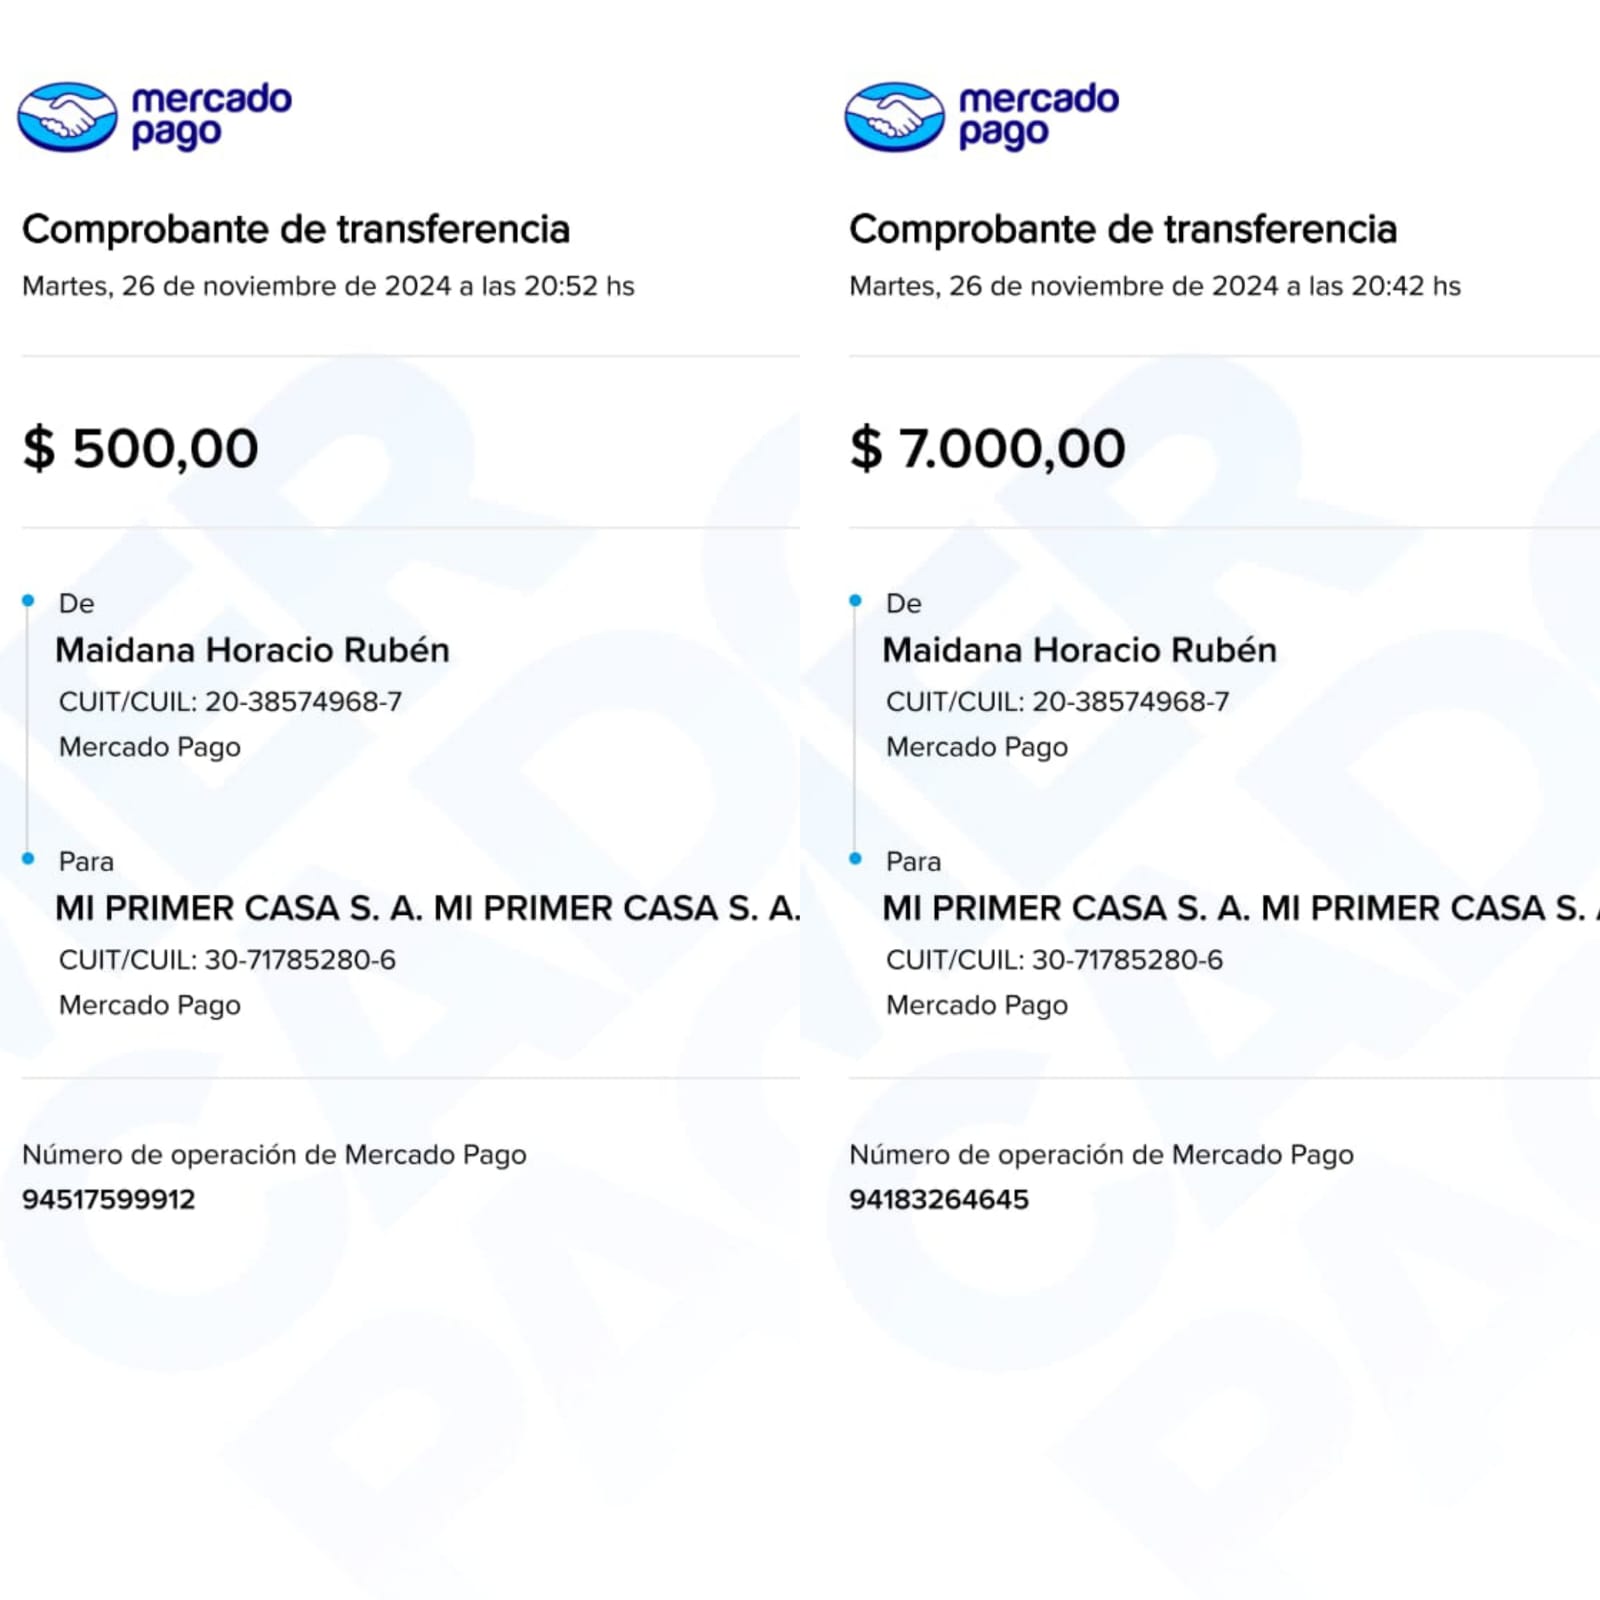 mercado
pago
Comprobante de transferencia
Martes, 26 de noviembre de 2024 a las 20:52 hs
$ 500,00
De
Maidana Horacio Rubén
CUIT/CUIL: 20-38574968-7
Mercado Pago
Para
MI PRIMER CASA S. A. MI PRIMER CASA S. A.
CUIT/CUIL: 30-71785280-6
Mercado Pago
Número de operación de Mercado Pago
94517599912
mercado
pago
Comprobante de transferencia
Martes, 26 de noviembre de 2024 a las 20:42 hs
$ 7.000,00
De
Maidana Horacio Rubén
CUIT/CUIL: 20-38574968-7
Mercado Pago
Para
MI PRIMER CASA S. A. MI PRIMER CASA S.
CUIT/CUIL: 30-71785280-6
Mercado Pago
Número de operación de Mercado Pago
94183264645